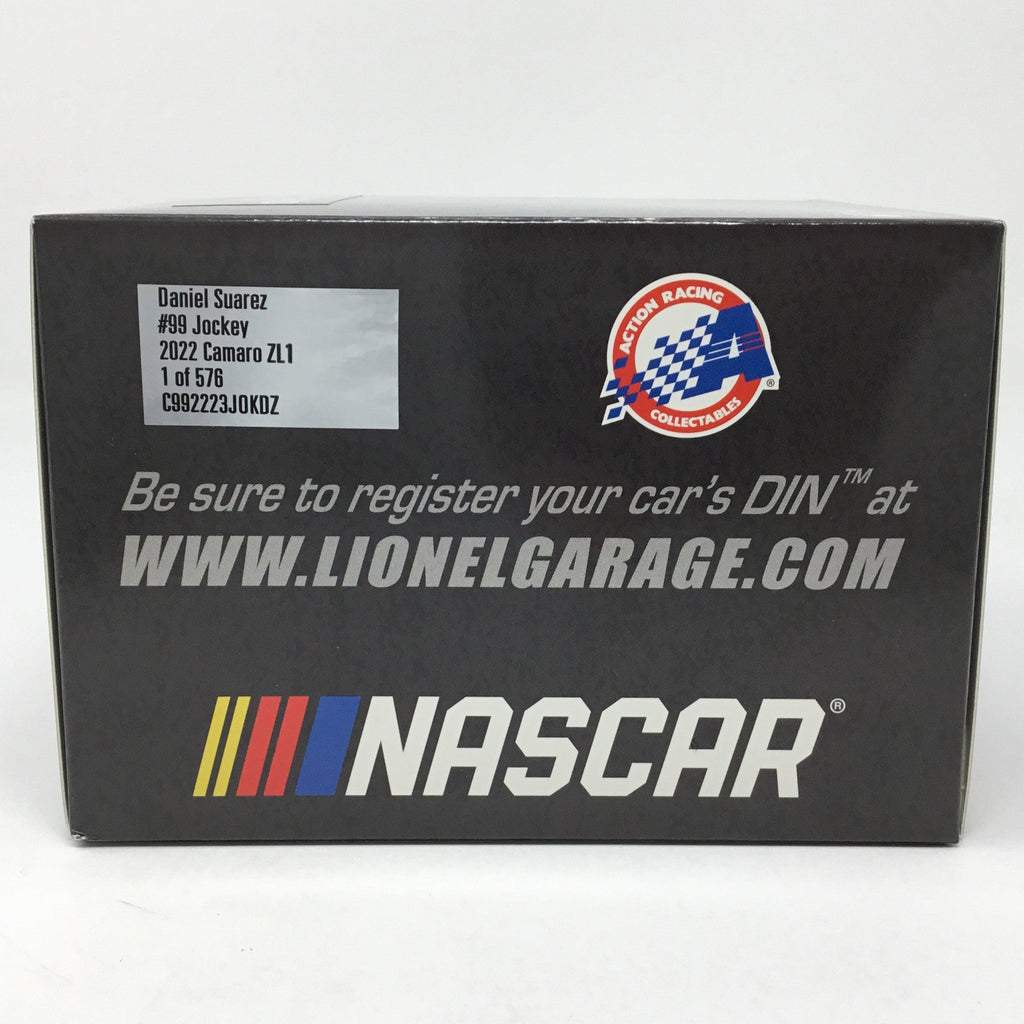 Daniel Suarez
#99 Jockey
2022 Camaro ZL1
1 of 576
C992223JOKDZ
ACTION RACING
A®
COLLECTABLES
Be sure to register your car's DIN™ at
WWW.LIONELGARAGE.COM
NASCAR®